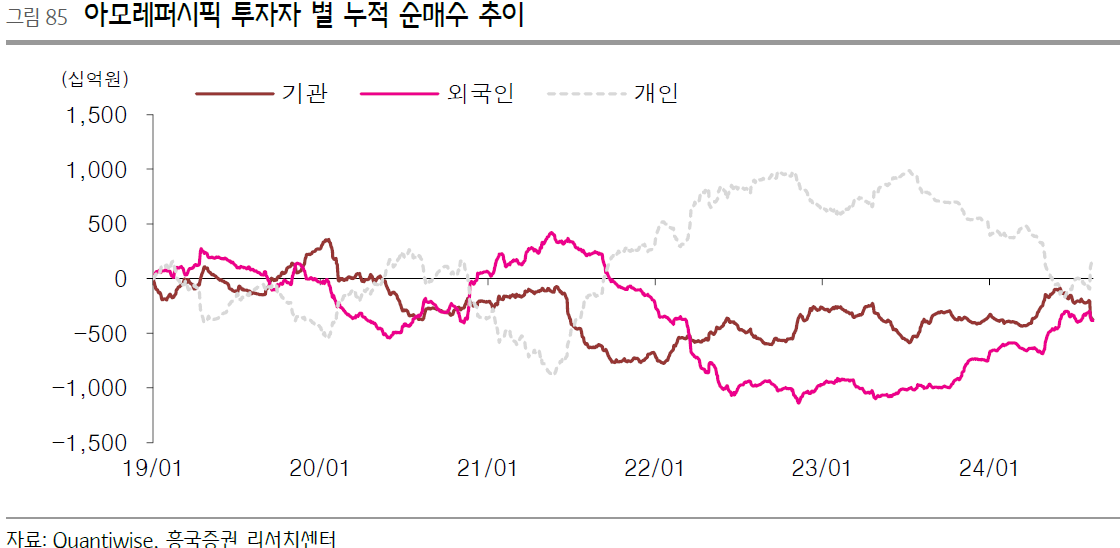 그림 85 아모레퍼시픽 투자자 별 누적 순매수 추이
(십억원)
기관 외국인 개인
1,500
1,000
500
0
-500
-1,000
-1,500
19/01 20/01 21/01 22/01 23/01 24/01
자료: Quantiwise, 흥국증권 리서치센터